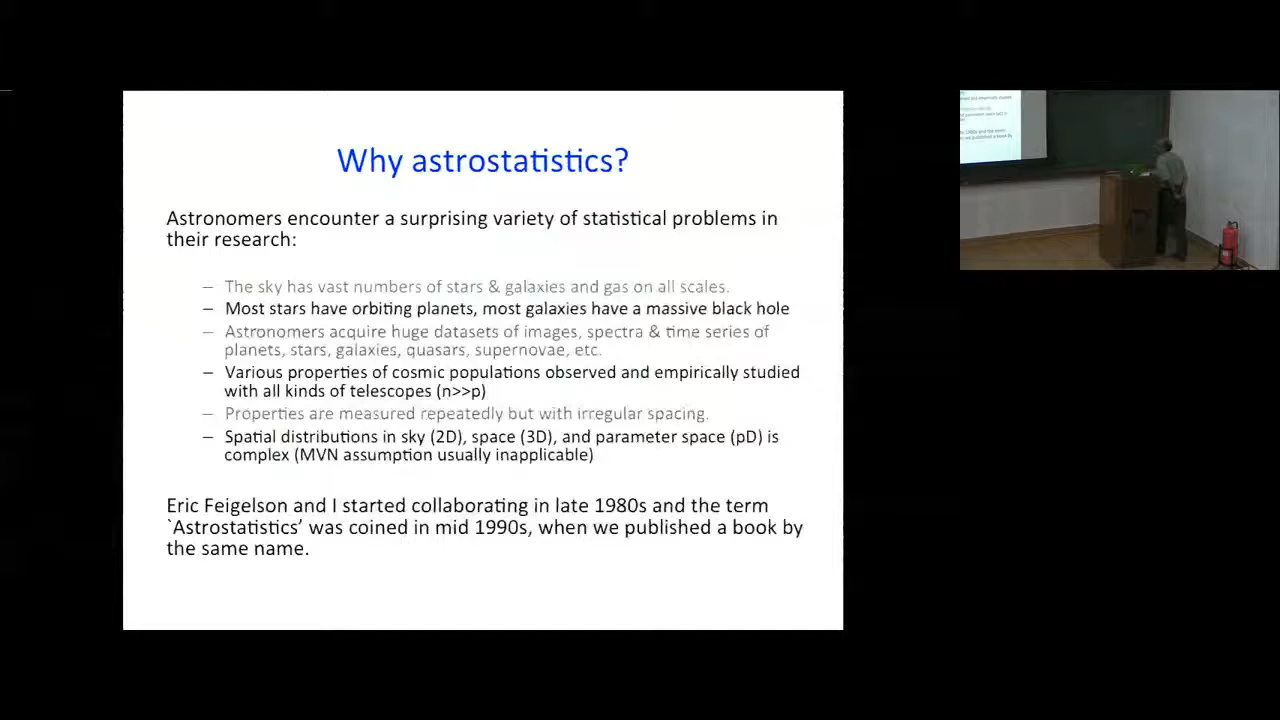 Why astrostatistics?
Astronomers encounter a surprising variety of statistical problems in
their research:
– The sky has vast numbers of stars & galaxies and gas on all scales.
– Most stars have orbiting planets, most galaxies have a massive black hole
– Astronomers acquire huge datasets of images, spectra & time series of
planets, stars, galaxies, quasars, supernovae, etc.
– Various properties of cosmic populations observed and empirically studied
with all kinds of telescopes (n>>p)
– Properties are measured repeatedly but with irregular spacing.
– Spatial distributions in sky (2D), space (3D), and parameter space (pD) is
complex (MVN assumption usually inapplicable)
Eric Feigelson and I started collaborating in late 1980s and the term
`Astrostatistics’ was coined in mid 1990s, when we published a book by
the same name.